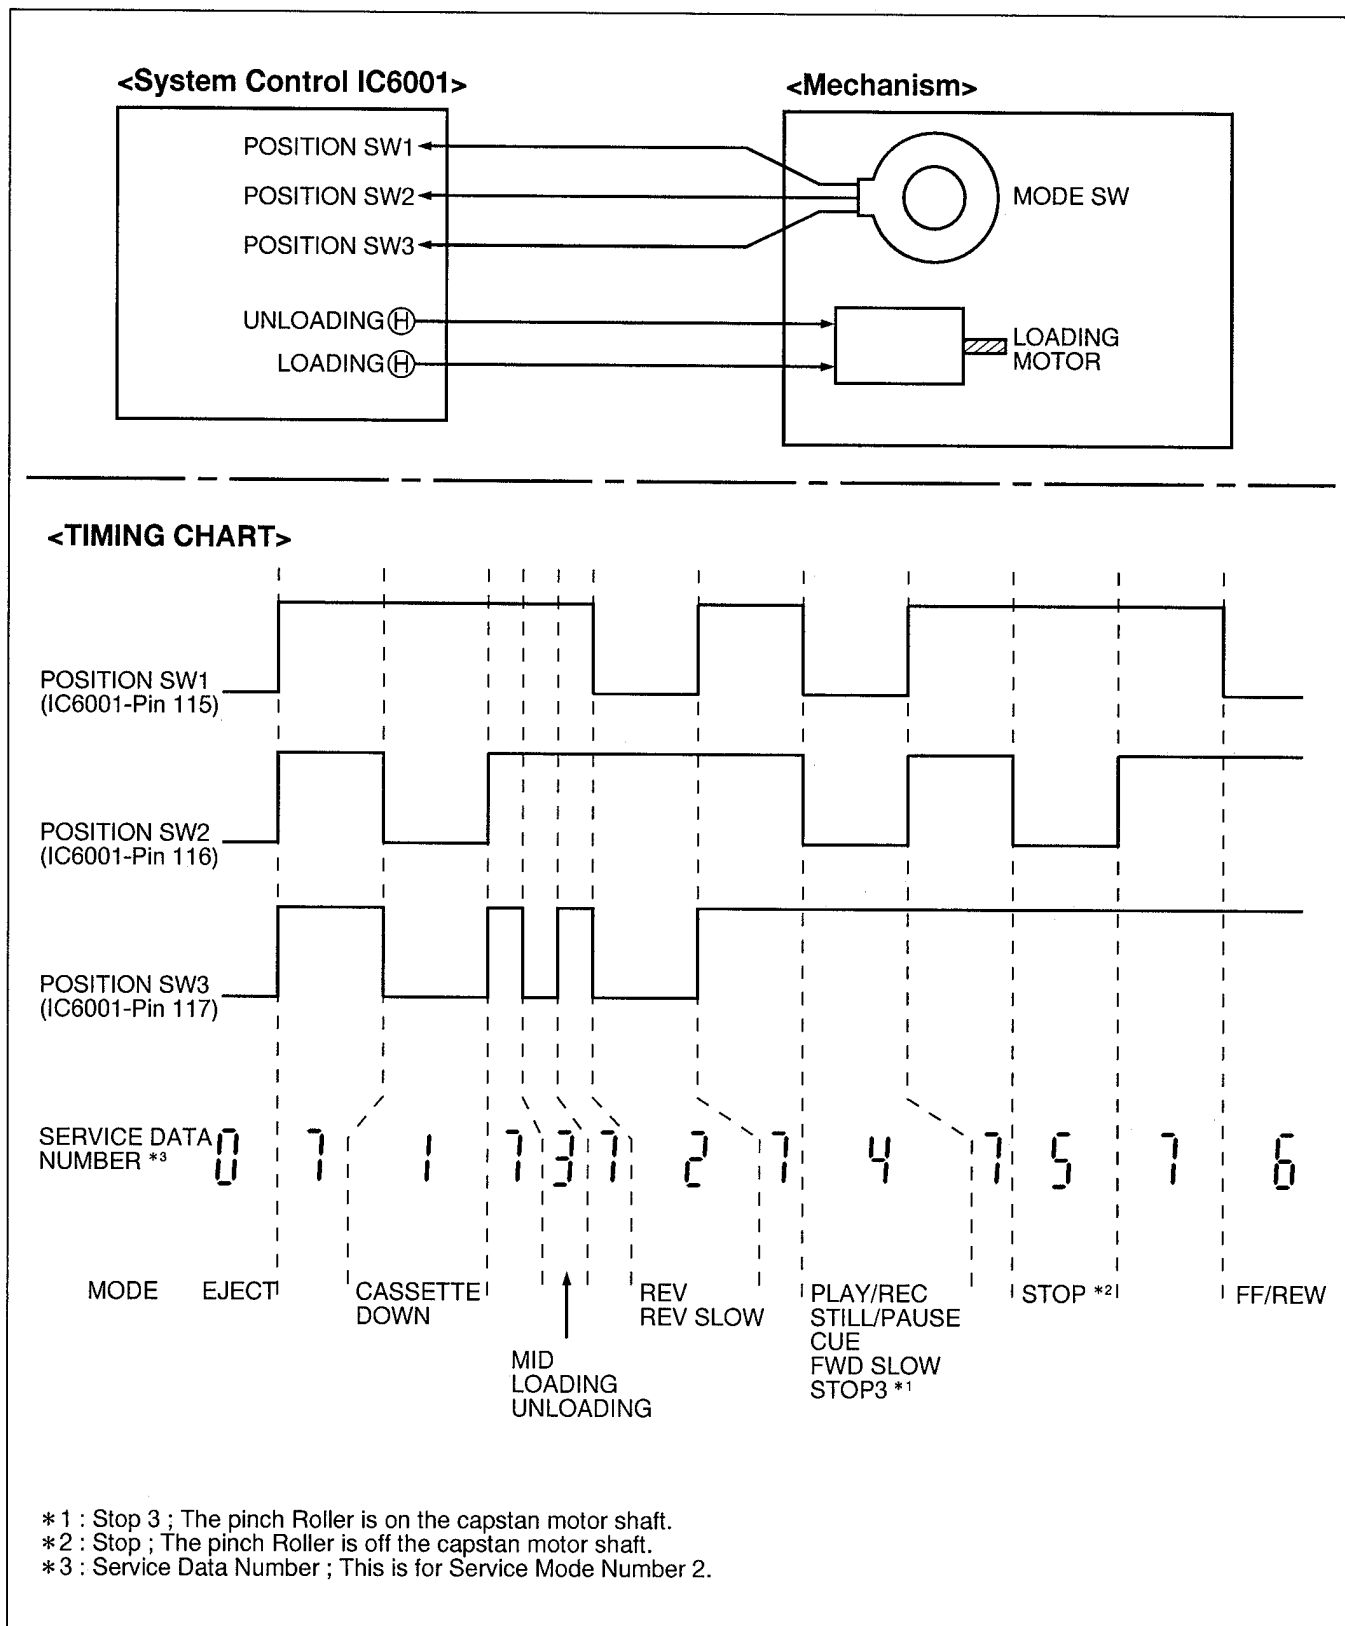 <System Control IC6001>
<Mechanism>
POSITION SW1
POSITION SW2
POSITION SW3
MODE SW
UNLOADING Ⓗ
LOADING Ⓗ
LOADING
MOTOR
<TIMING CHART>
POSITION SW1
(IC6001-Pin 115)
POSITION SW2
(IC6001-Pin 116)
POSITION SW3
(IC6001-Pin 117)
SERVICE DATA
NUMBER *3
0 7 1 7 3 7 2 7 4 7 5 7 6
MODE
EJECT
CASSETTE
DOWN
MID
LOADING
UNLOADING
REV
REV SLOW
PLAY/REC
STILL/PAUSE
CUE
FWD SLOW
STOP3 *1
STOP *2
FF/REW
*1 : Stop 3 ; The pinch Roller is on the capstan motor shaft.
*2 : Stop ; The pinch Roller is off the capstan motor shaft.
*3 : Service Data Number ; This is for Service Mode Number 2.